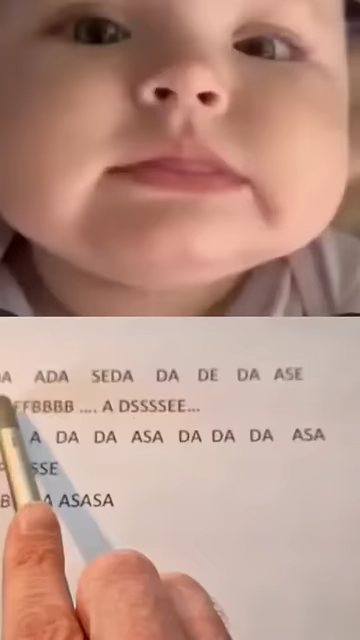 A ADA SEDA DA DE DA ASE
FFBBBB .... A DSSSSEE...
A DA DA ASA DA DA DA ASA
SSE
B A ASASA